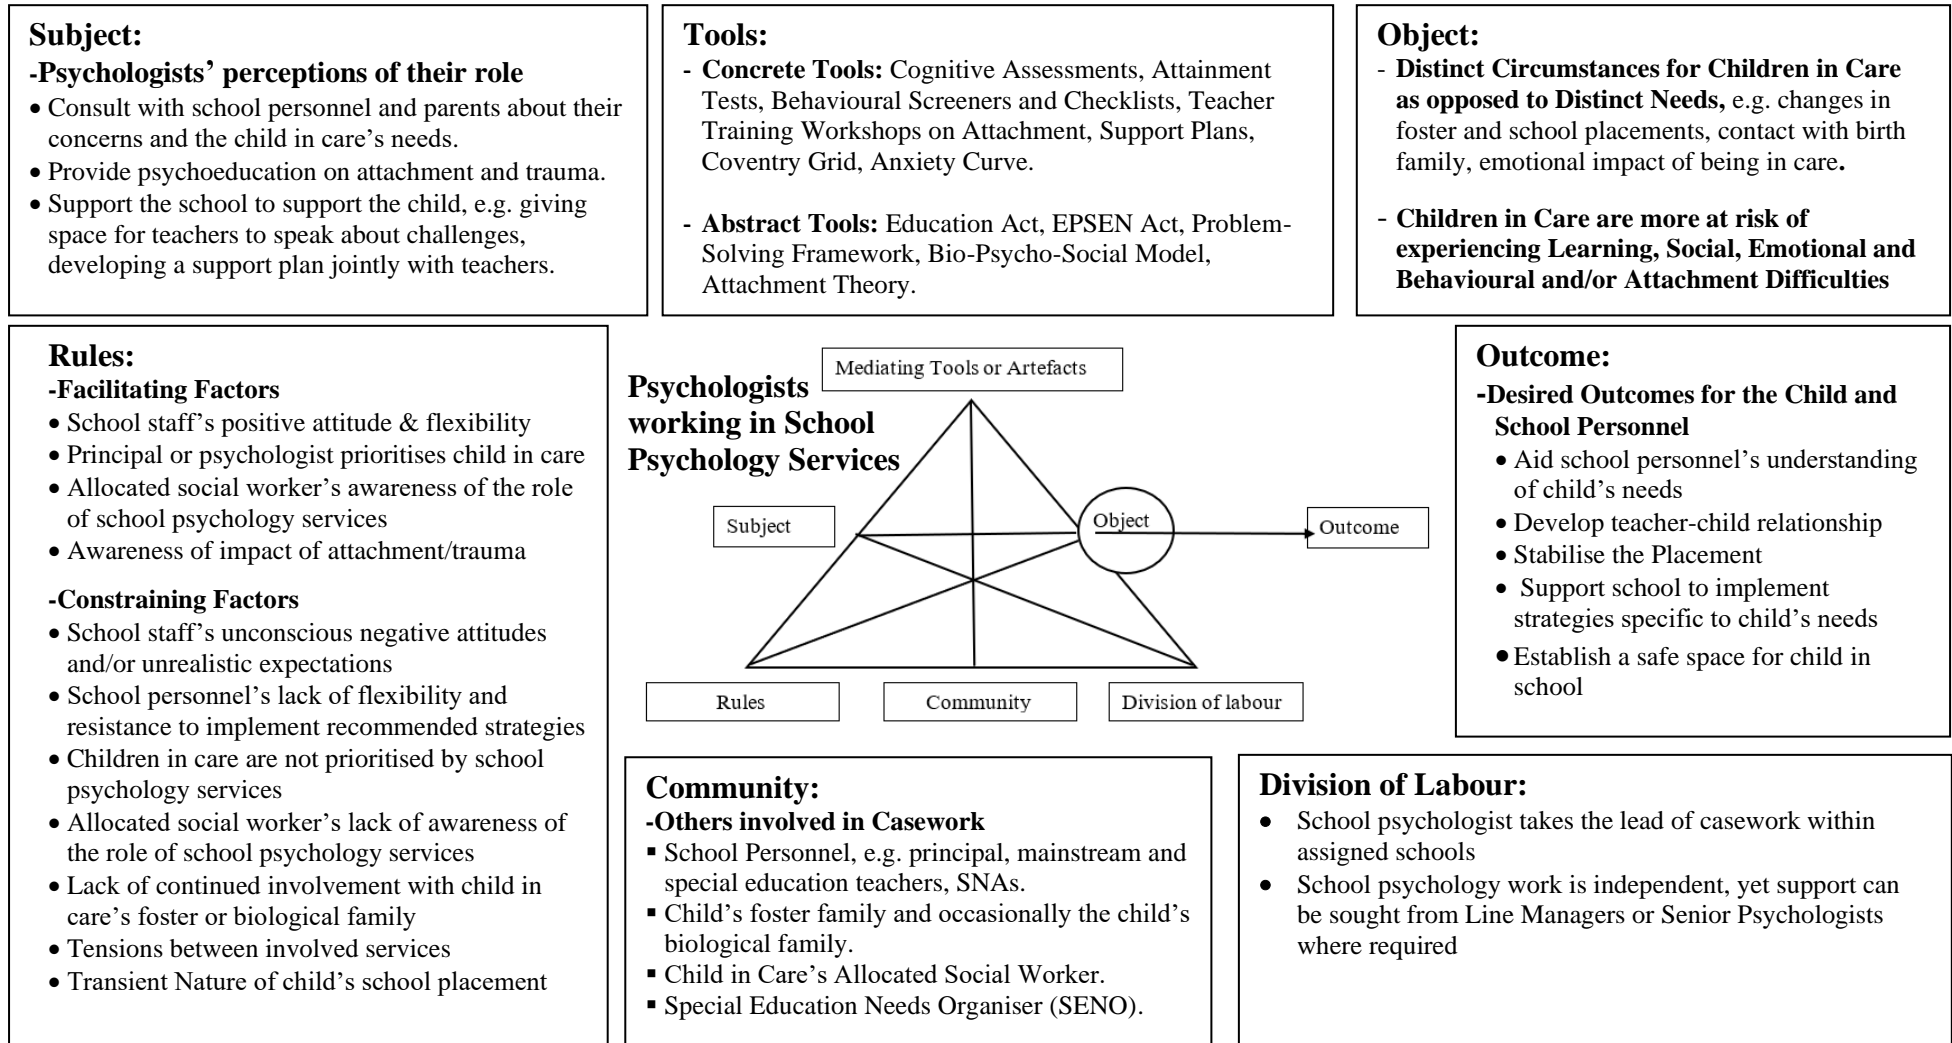 Subject:
-Psychologists’ perceptions of their role
• Consult with school personnel and parents about their
concerns and the child in care’s needs.
• Provide psychoeducation on attachment and trauma.
• Support the school to support the child, e.g. giving
space for teachers to speak about challenges,
developing a support plan jointly with teachers.
Tools:
- Concrete Tools: Cognitive Assessments, Attainment
Tests, Behavioural Screeners and Checklists, Teacher
Training Workshops on Attachment, Support Plans,
Coventry Grid, Anxiety Curve.
- Abstract Tools: Education Act, EPSEN Act, Problem-
Solving Framework, Bio-Psycho-Social Model,
Attachment Theory.
Object:
- Distinct Circumstances for Children in Care
as opposed to Distinct Needs, e.g. changes in
foster and school placements, contact with birth
family, emotional impact of being in care.
- Children in Care are more at risk of
experiencing Learning, Social, Emotional and
Behavioural and/or Attachment Difficulties
Rules:
-Facilitating Factors
• School staff’s positive attitude & flexibility
• Principal or psychologist prioritises child in care
• Allocated social worker’s awareness of the role
of school psychology services
• Awareness of impact of attachment/trauma
-Constraining Factors
• School staff’s unconscious negative attitudes
and/or unrealistic expectations
• School personnel’s lack of flexibility and
resistance to implement recommended strategies
• Children in care are not prioritised by school
psychology services
• Allocated social worker’s lack of awareness of
the role of school psychology services
• Lack of continued involvement with child in
care’s foster or biological family
• Tensions between involved services
• Transient Nature of child’s school placement
Psychologists
working in School
Psychology Services
Mediating Tools or Artefacts
Subject
Object
Outcome
Rules
Community
Division of labour
Outcome:
-Desired Outcomes for the Child and
School Personnel
• Aid school personnel’s understanding
of child’s needs
• Develop teacher-child relationship
• Stabilise the Placement
• Support school to implement
strategies specific to child’s needs
• Establish a safe space for child in
school
Community:
-Others involved in Casework
▪ School Personnel, e.g. principal, mainstream and
special education teachers, SNAs.
▪ Child’s foster family and occasionally the child’s
biological family.
▪ Child in Care’s Allocated Social Worker.
▪ Special Education Needs Organiser (SENO).
Division of Labour:
• School psychologist takes the lead of casework within
assigned schools
• School psychology work is independent, yet support can
be sought from Line Managers or Senior Psychologists
where required